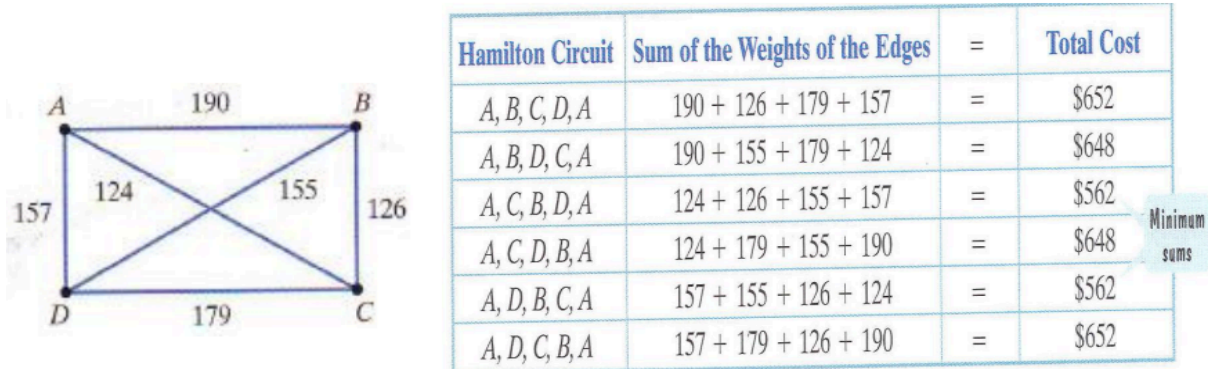 A 190 B
157 124 155 126
D 179 C
Hamilton Circuit Sum of the Weights of the Edges = Total Cost
A, B, C, D, A 190 + 126 + 179 + 157 = $652
A, B, D, C, A 190 + 155 + 179 + 124 = $648
A, C, B, D, A 124 + 126 + 155 + 157 = $562
A, C, D, B, A 124 + 179 + 155 + 190 = $648
A, D, B, C, A 157 + 155 + 126 + 124 = $562
A, D, C, B, A 157 + 179 + 126 + 190 = $652
Minimum
sums